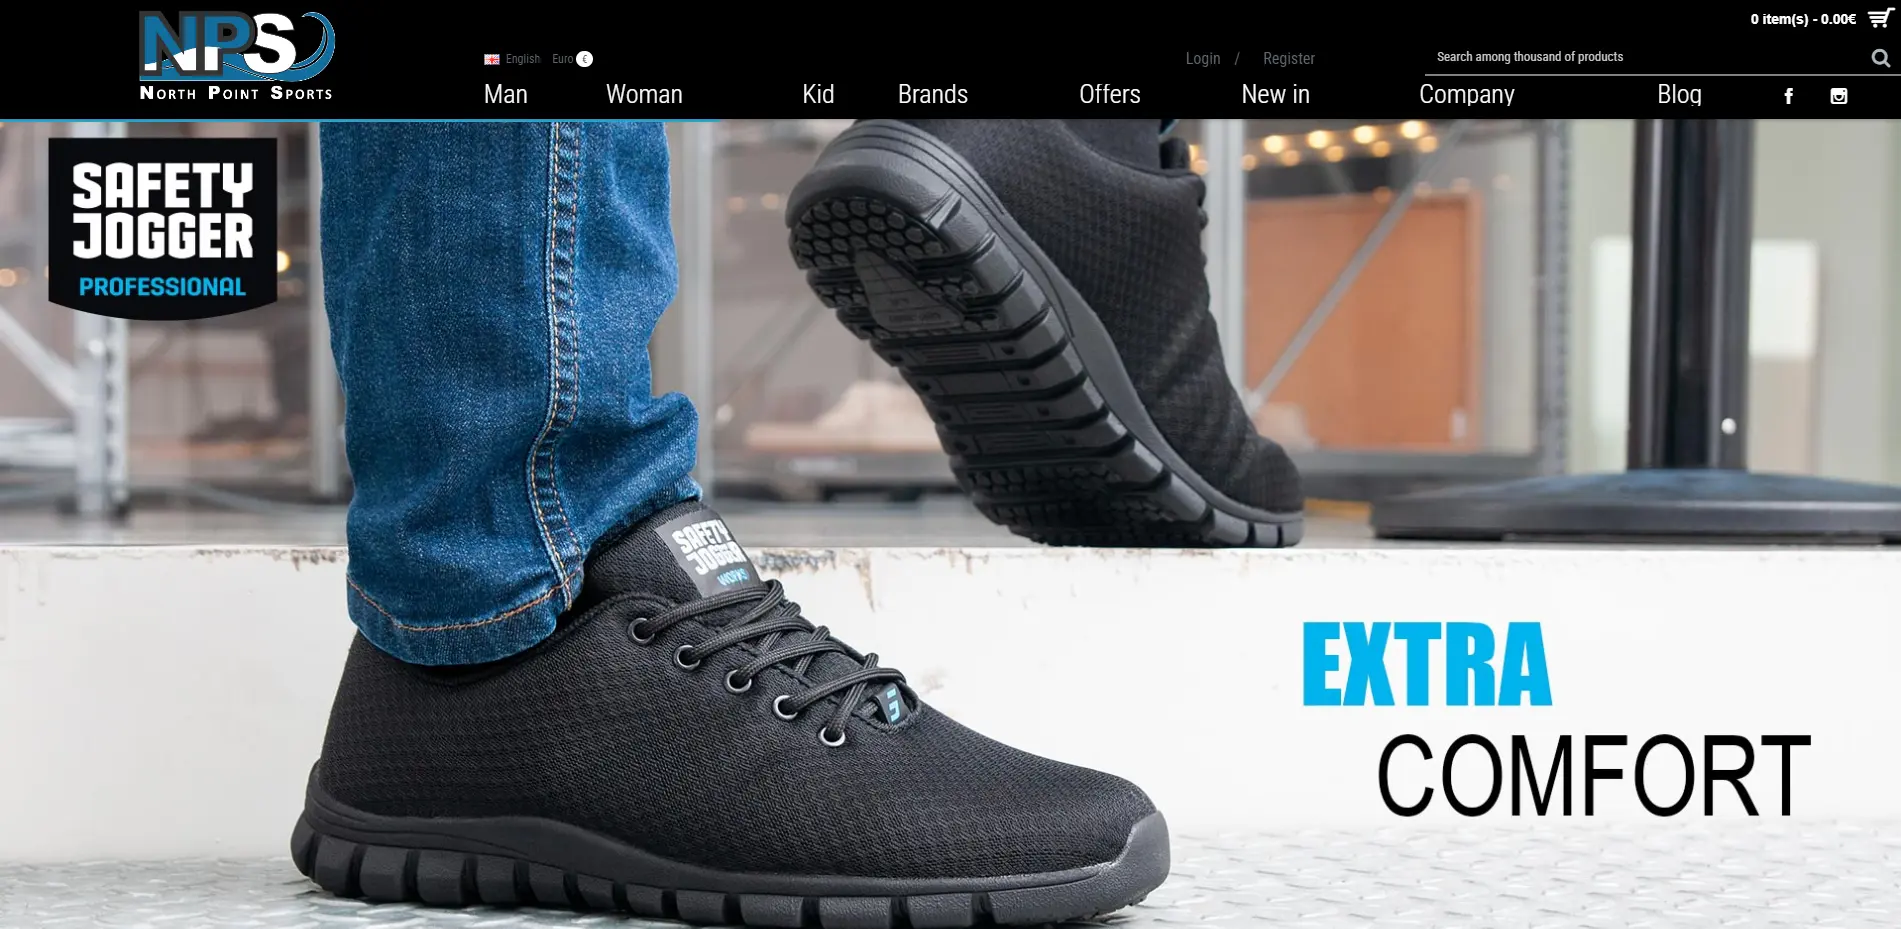 NPS
NORTH POINT SPORTS
0 item(s) - 0.00€
English
Euro €
Login / Register
Search among thousand of products
Man
Woman
Kid
Brands
Offers
New in
Company
Blog
f
SAFETY
JOGGER
PROFESSIONAL
SAFETY
JOGGER
WORKS
EXTRA
COMFORT